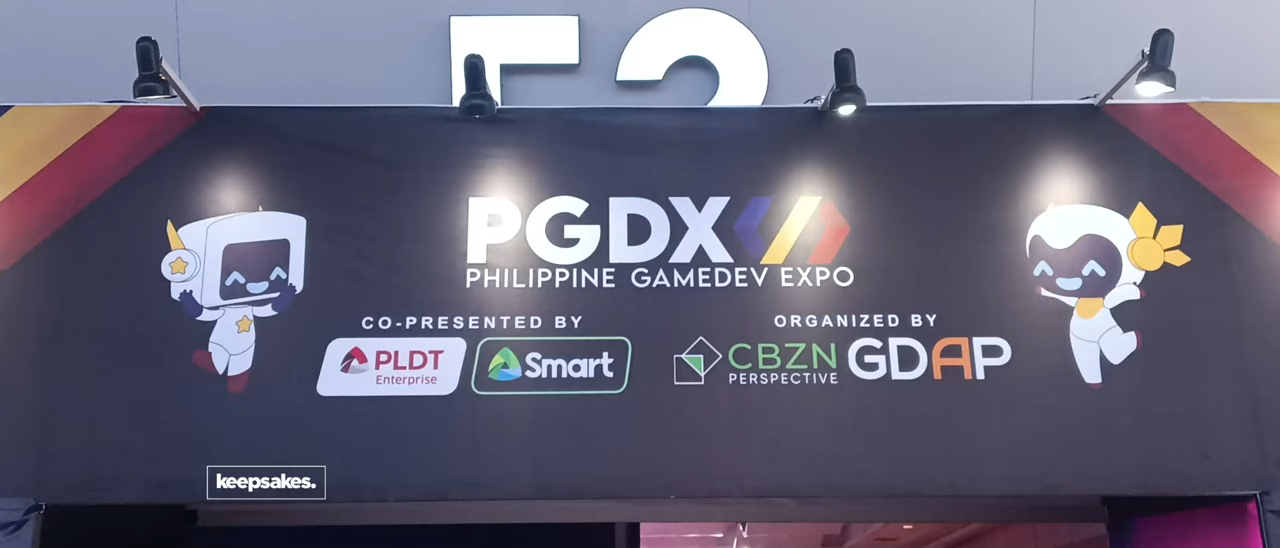 PGDX
PHILIPPINE GAMEDEV EXPO
CO-PRESENTED BY
ORGANIZED BY
PLDT
Enterprise
Smart
CBZN
PERSPECTIVE
GDAP
keepsakes.